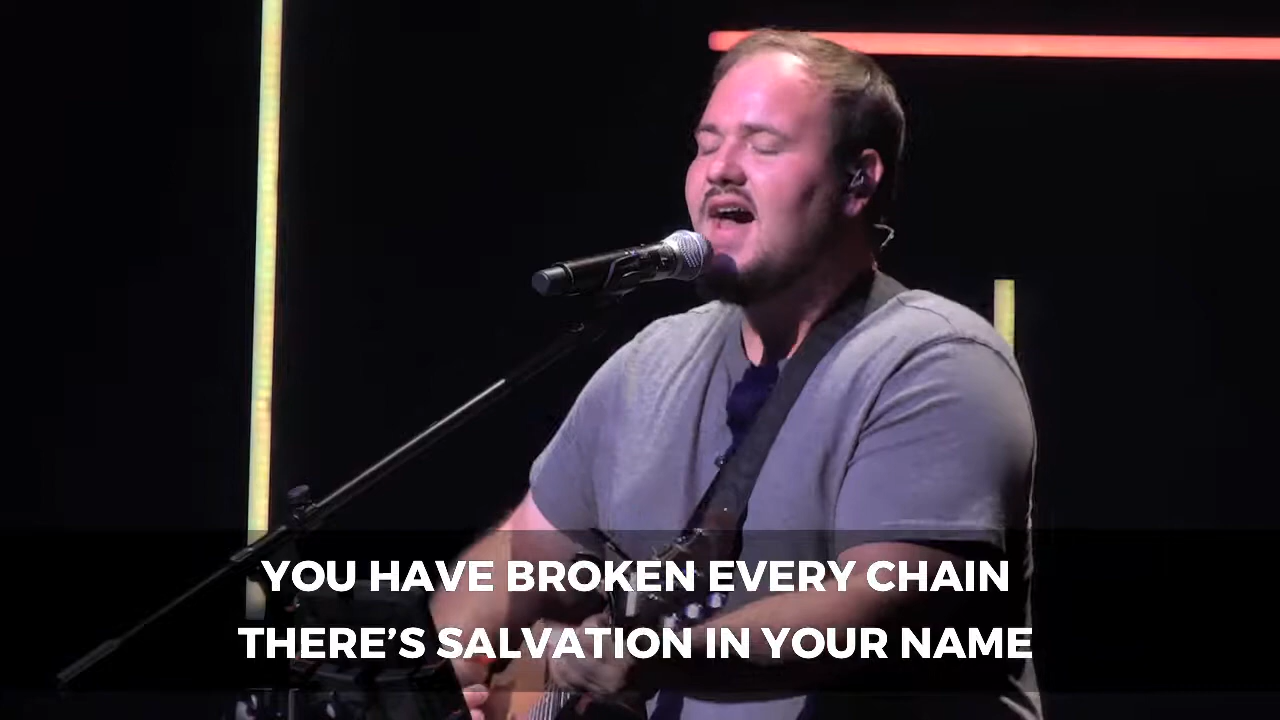 YOU HAVE BROKEN EVERY CHAIN
THERE’S SALVATION IN YOUR NAME